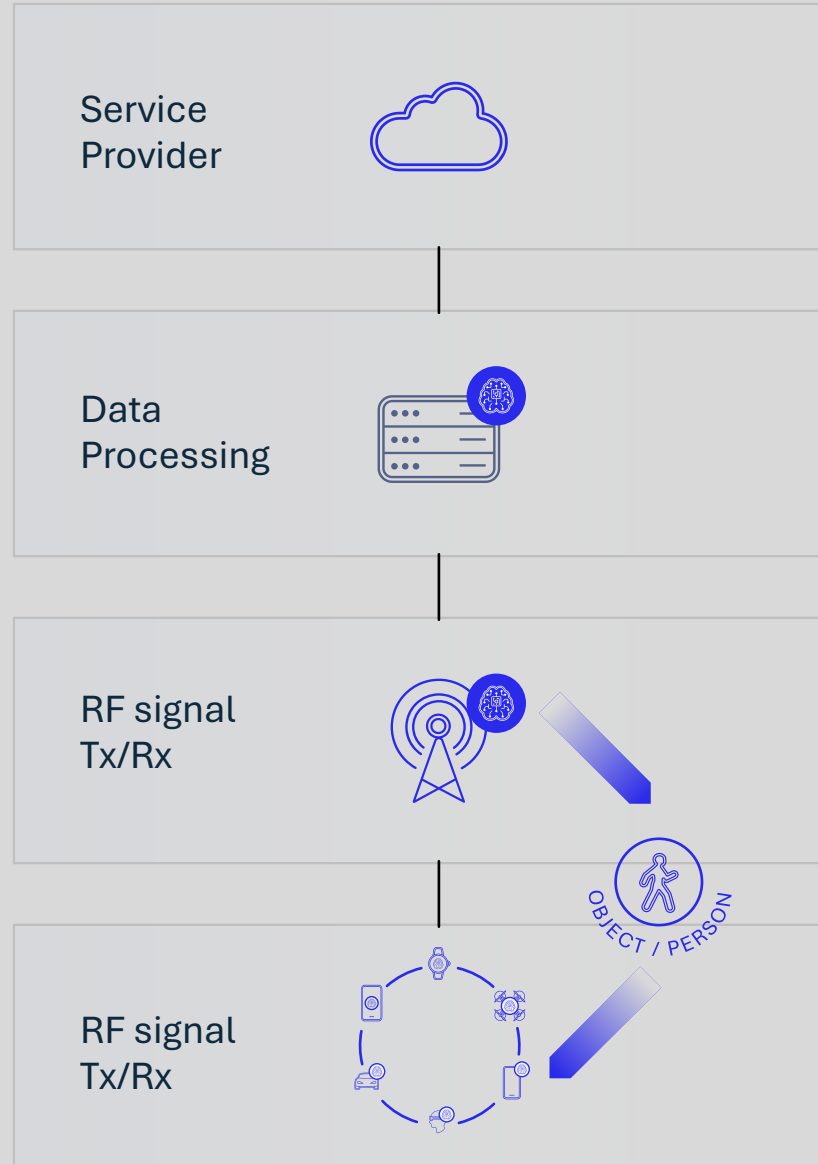 Service
Provider
Data
Processing
RF signal
Tx/Rx
OBJECT / PERSON
RF signal
Tx/Rx